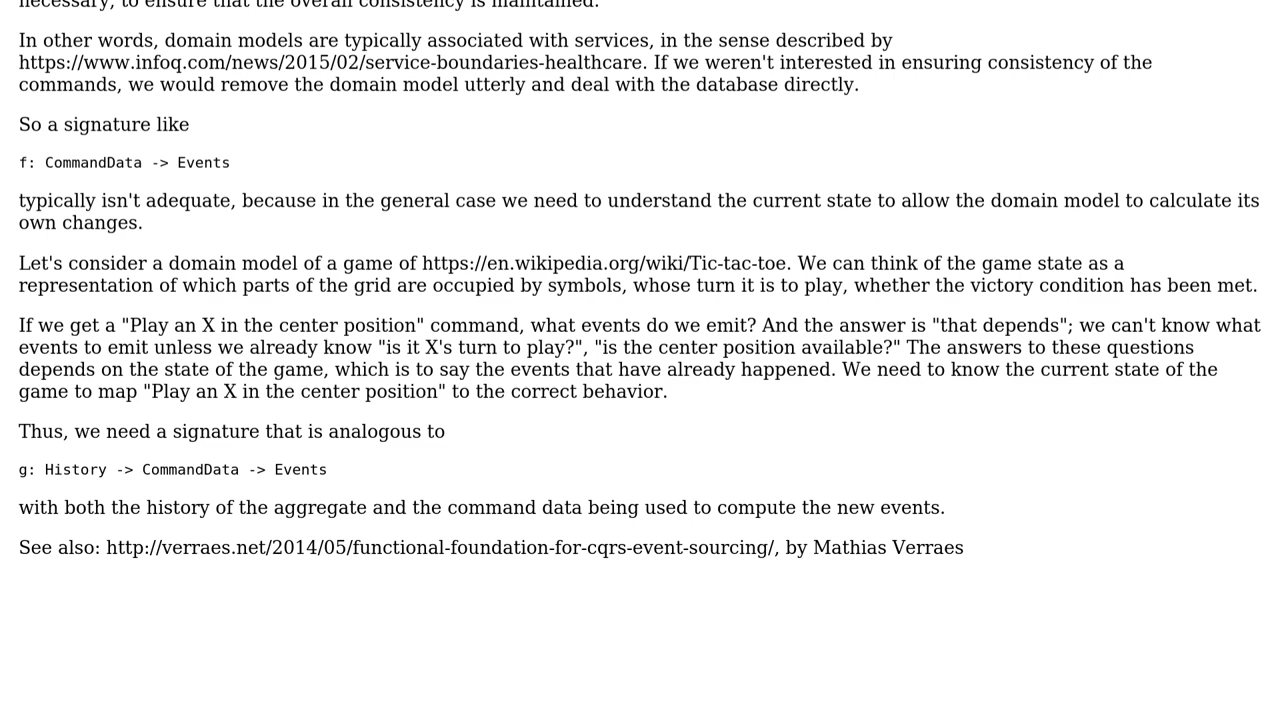 necessary, to ensure that the overall consistency is maintained.
In other words, domain models are typically associated with services, in the sense described by
https://www.infoq.com/news/2015/02/service-boundaries-healthcare. If we weren't interested in ensuring consistency of the
commands, we would remove the domain model utterly and deal with the database directly.
So a signature like
f: CommandData -> Events
typically isn't adequate, because in the general case we need to understand the current state to allow the domain model to calculate its
own changes.
Let's consider a domain model of a game of https://en.wikipedia.org/wiki/Tic-tac-toe. We can think of the game state as a
representation of which parts of the grid are occupied by symbols, whose turn it is to play, whether the victory condition has been met.
If we get a "Play an X in the center position" command, what events do we emit? And the answer is "that depends"; we can't know what
events to emit unless we already know "is it X's turn to play?", "is the center position available?" The answers to these questions
depends on the state of the game, which is to say the events that have already happened. We need to know the current state of the
game to map "Play an X in the center position" to the correct behavior.
Thus, we need a signature that is analogous to
g: History -> CommandData -> Events
with both the history of the aggregate and the command data being used to compute the new events.
See also: http://verraes.net/2014/05/functional-foundation-for-cqrs-event-sourcing/, by Mathias Verraes